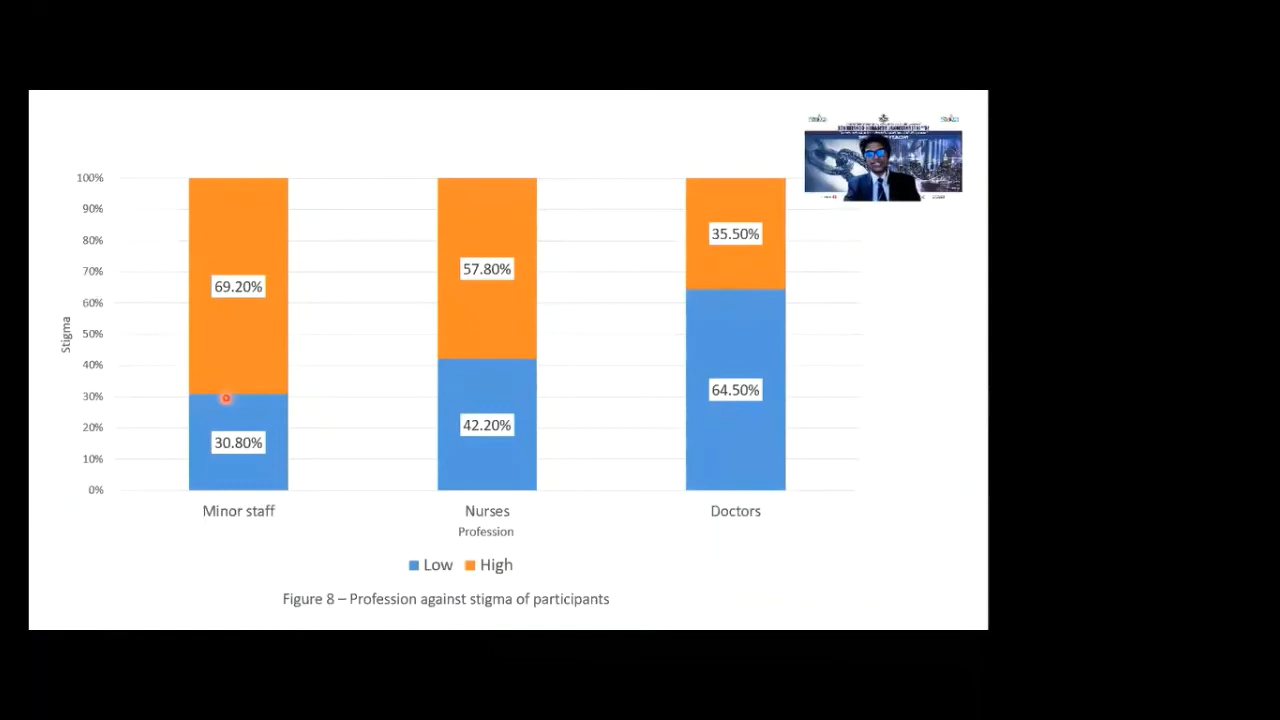 100%
90%
80%
70%
60%
50%
40%
30%
20%
10%
0%
Stigma
69.20%
30.80%
57.80%
42.20%
35.50%
64.50%
Minor staff
Nurses
Doctors
Profession
Low
High
Figure 8 – Profession against stigma of participants